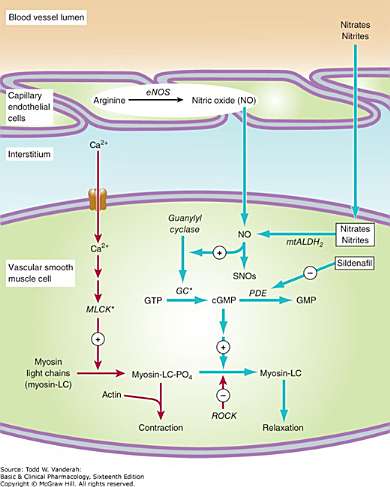 Blood vessel lumen
Nitrates
Nitrites
Capillary
endothelial
cells
eNOS
Arginine
Nitric oxide (NO)
Interstitium
Ca2+
Guanylyl
cyclase
NO
mtALDH2
Nitrates
Nitrites
Ca2+
+
SNOs
Sildenafil
−
Vascular smooth
muscle cell
GC*
PDE
GTP
cGMP
GMP
MLCK*
+
+
Myosin
light chains
(myosin-LC)
Myosin-LC-PO4
Myosin-LC
Actin
−
ROCK
Contraction
Relaxation
Source: Todd W. Vanderah:
Basic & Clinical Pharmacology, Sixteenth Edition
Copyright © McGraw Hill. All rights reserved.